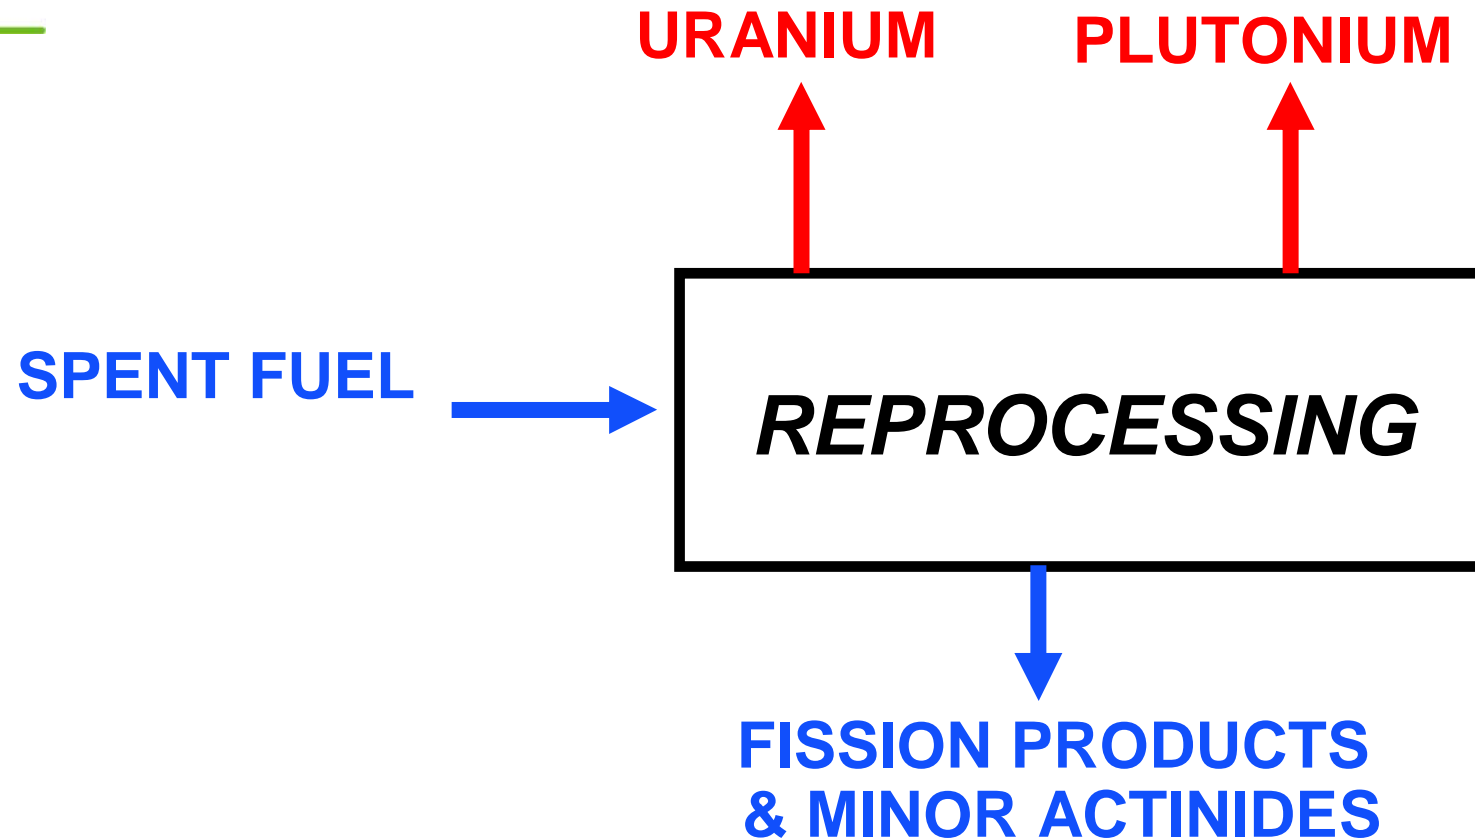 URANIUM PLUTONIUM
SPENT FUEL
REPROCESSING
FISSION PRODUCTS
& MINOR ACTINIDES